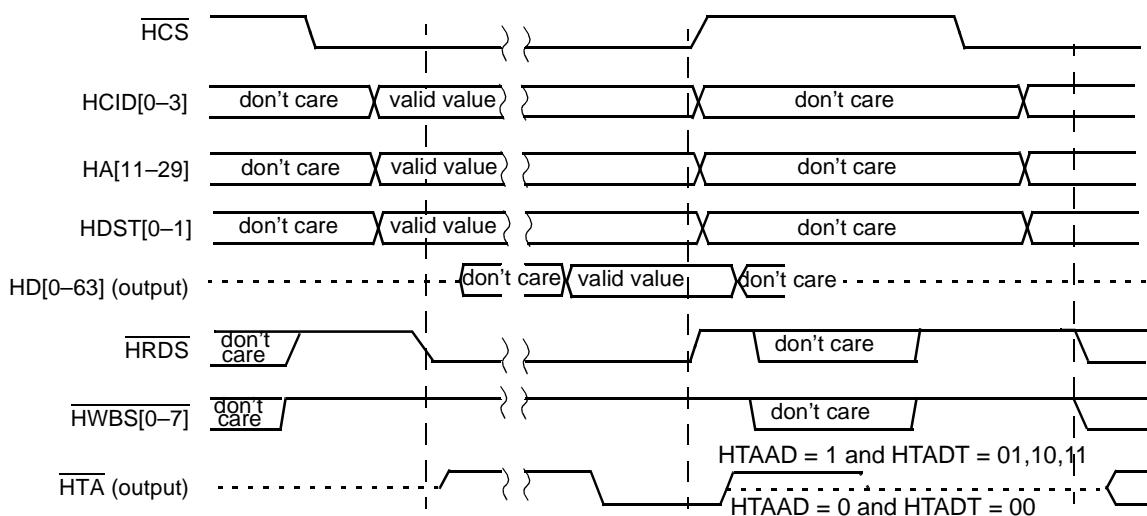 HCS
HCID[0–3] don't care valid value don't care
HA[11–29] don't care valid value don't care
HDST[0–1] don't care valid value don't care
HD[0–63] (output) don't care valid value don't care
HRDS don't care don't care
HWBS[0–7] don't care don't care
HTAAD = 1 and HTADT = 01,10,11
HTA (output)
HTAAD = 0 and HTADT = 00